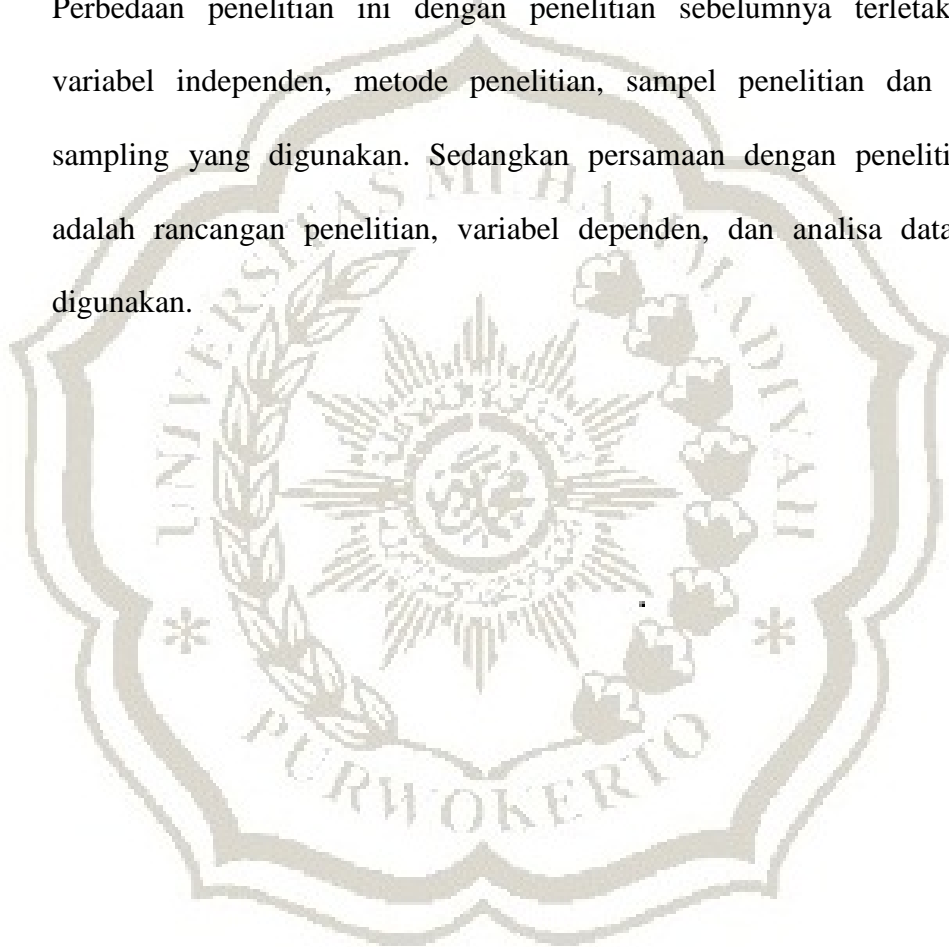 Perbedaan penelitian ini dengan penelitian sebelumnya terletak
variabel independen, metode penelitian, sampel penelitian dan
sampling yang digunakan. Sedangkan persamaan dengan peneliti
adalah rancangan penelitian, variabel dependen, dan analisa data
digunakan.
UNIVERSITAS MUHAMMADIYAH
PURWOKERTO